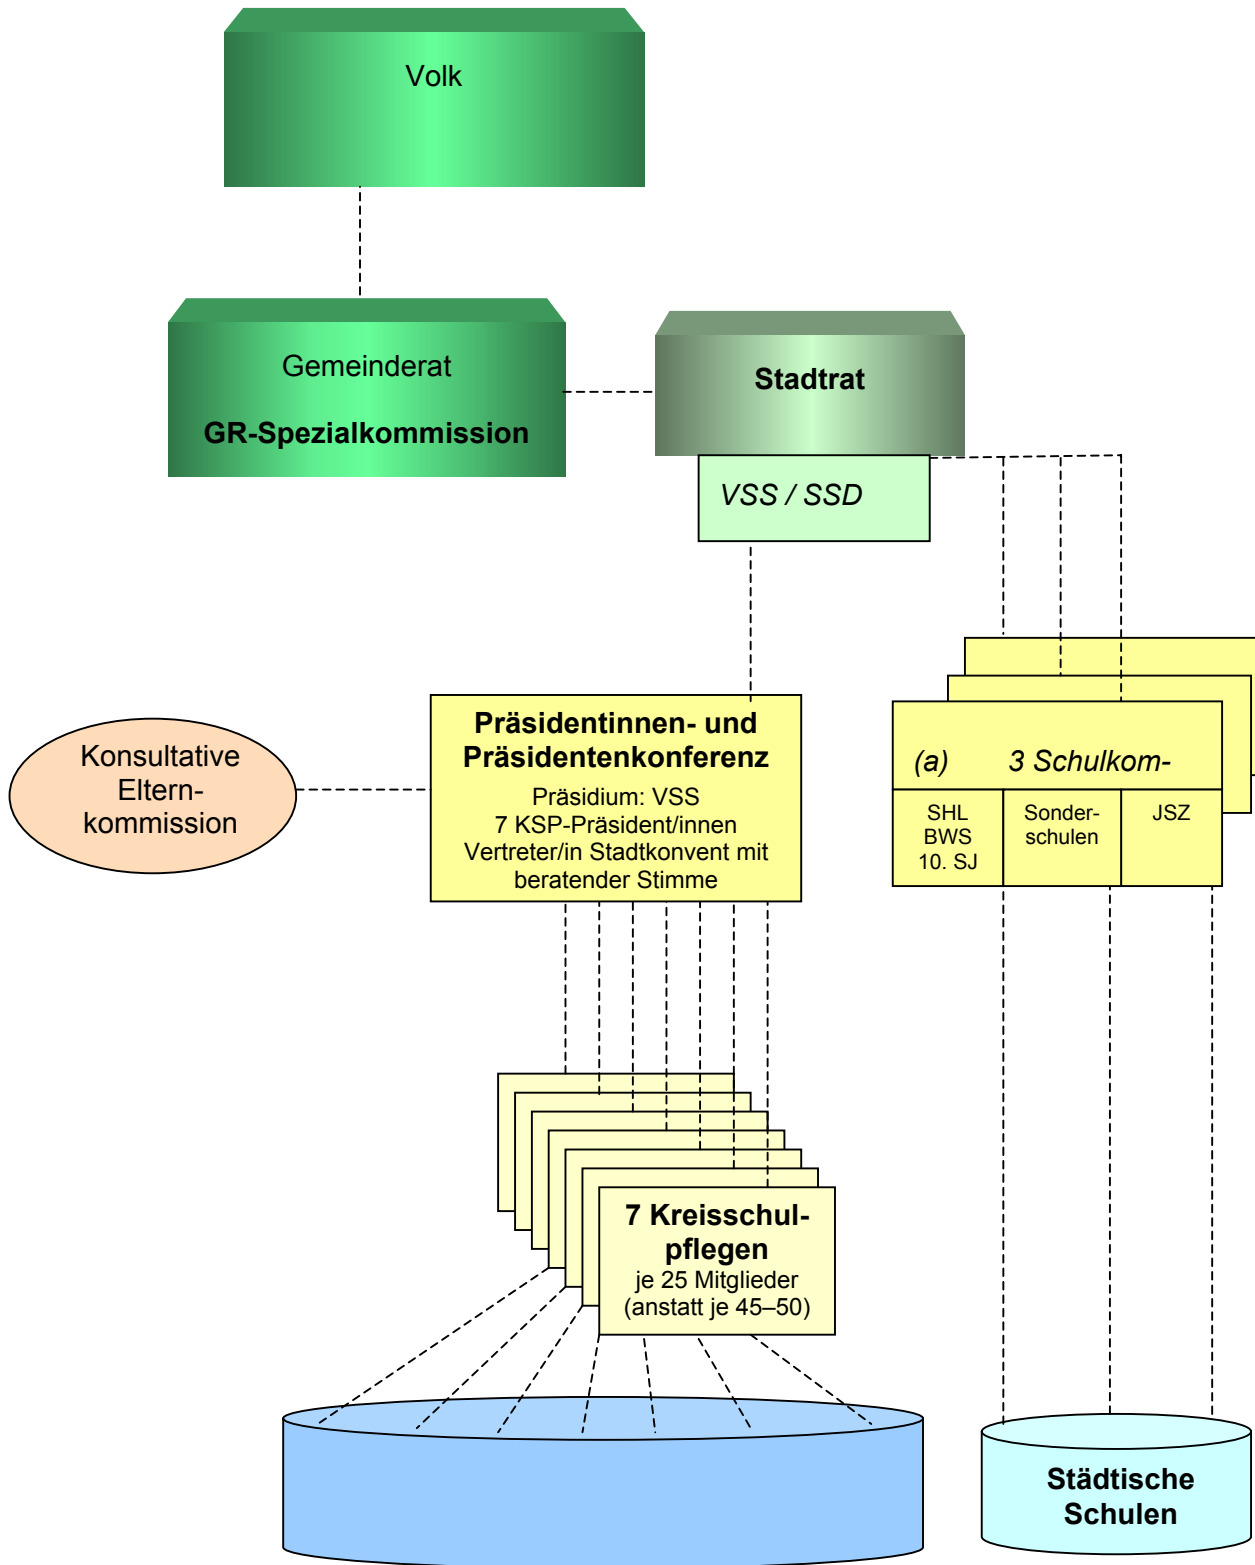 Volk
Gemeinderat
GR-Spezialkommission
Stadtrat
VSS / SSD
Konsultative
Eltern-
kommission
Präsidentinnen- und
Präsidentenkonferenz
Präsidium: VSS
7 KSP-Präsident/innen
Vertreter/in Stadtkonvent mit
beratender Stimme
(a) 3 Schulkom-
SHL
BWS
10. SJ
Sonder-
schulen
JSZ
7 Kreisschul-
pflegen
je 25 Mitglieder
(anstatt je 45–50)
Städtische
Schulen